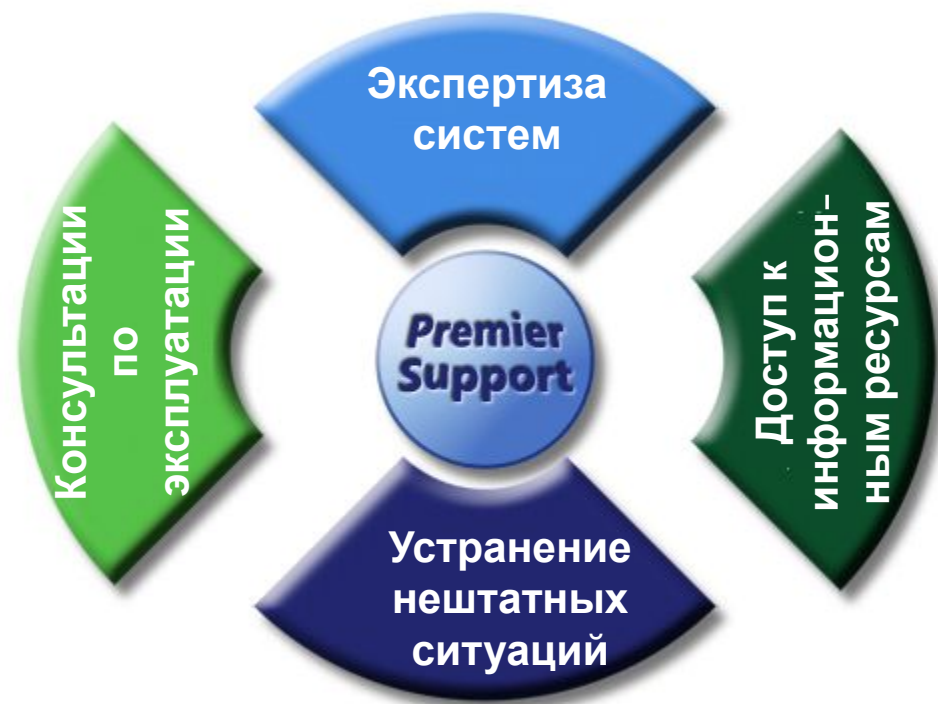 Экспертиза
систем
Консультации
по
эксплуатации
Premier
Support
Доступ к
информацион-
ным ресурсам
Устранение
нештатных
ситуаций